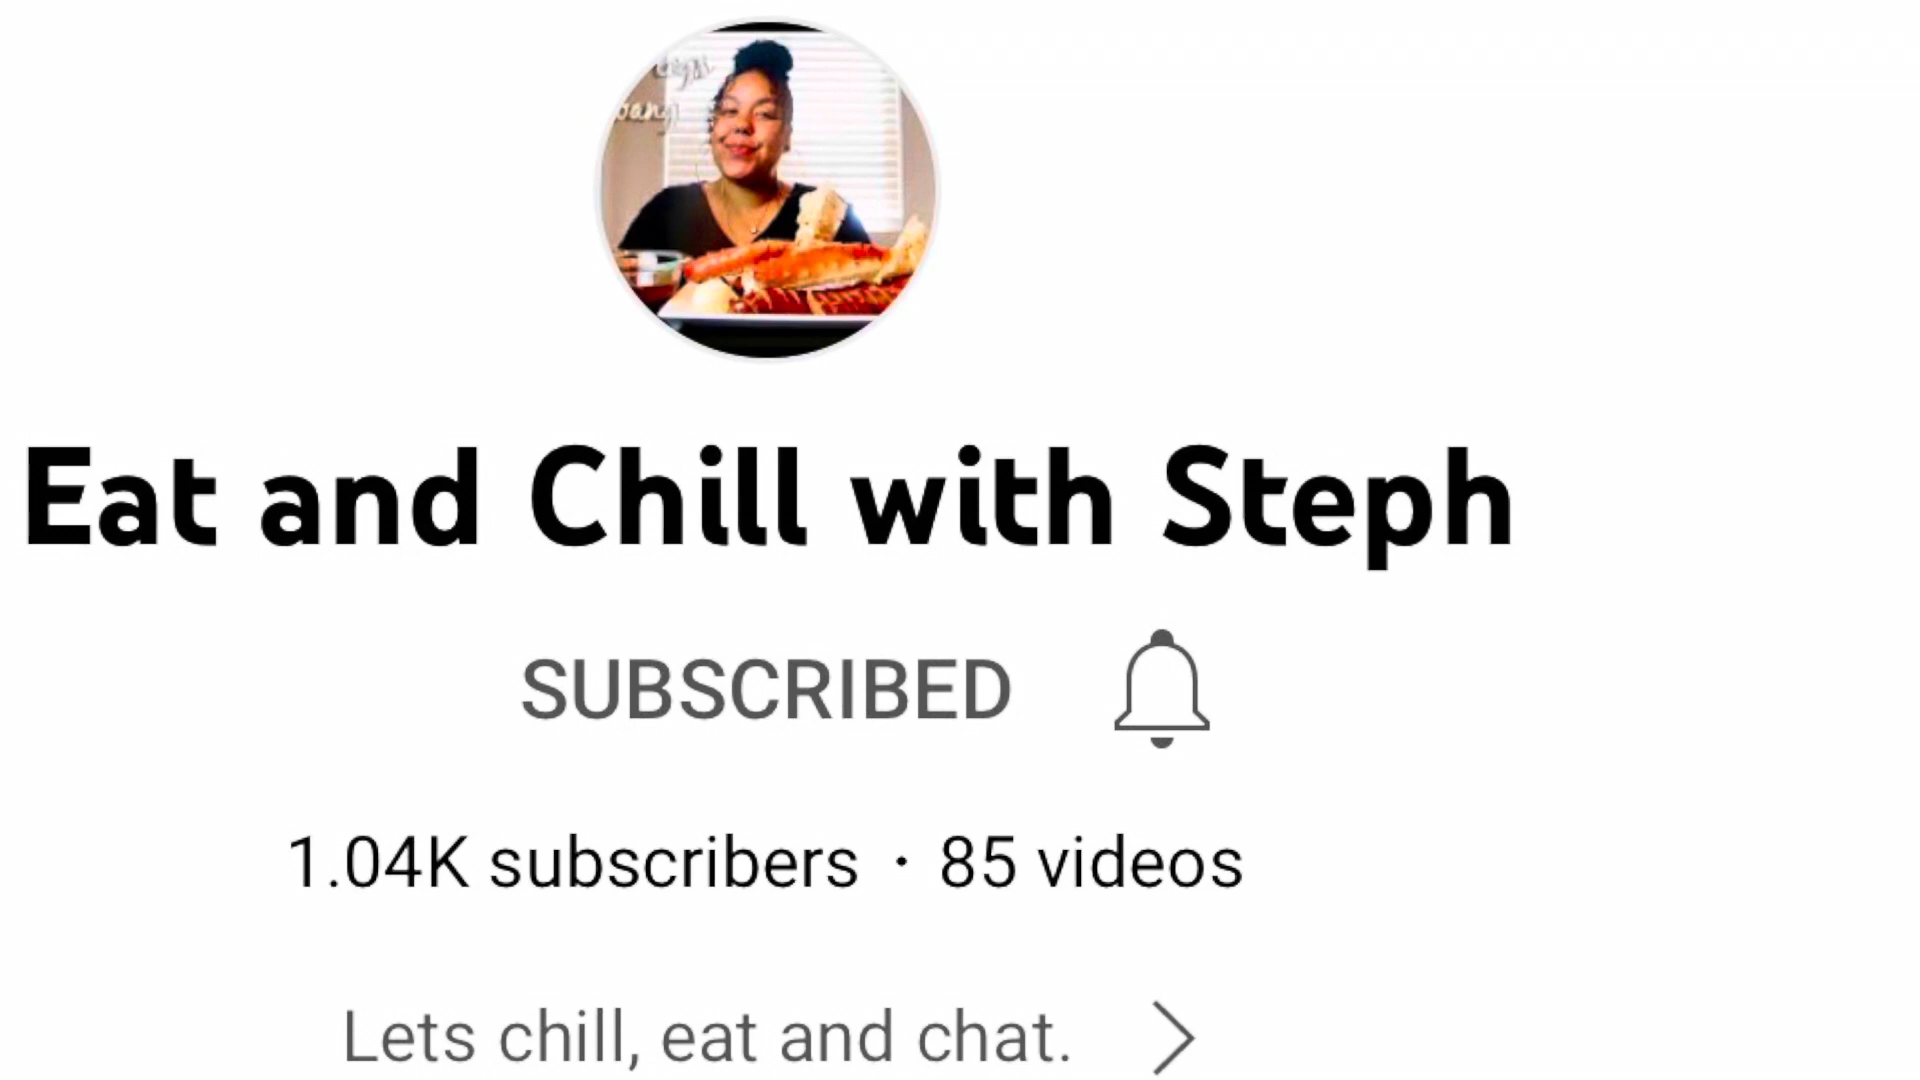 Eat and Chill with Steph
SUBSCRIBED
1.04K subscribers · 85 videos
Lets chill, eat and chat.